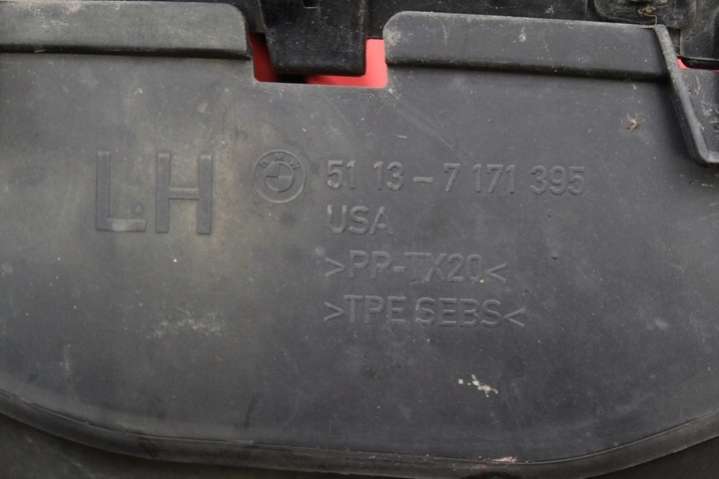 LH
51 13-7 171 395
USA
>PP-TX20<
>TPE SEBS<